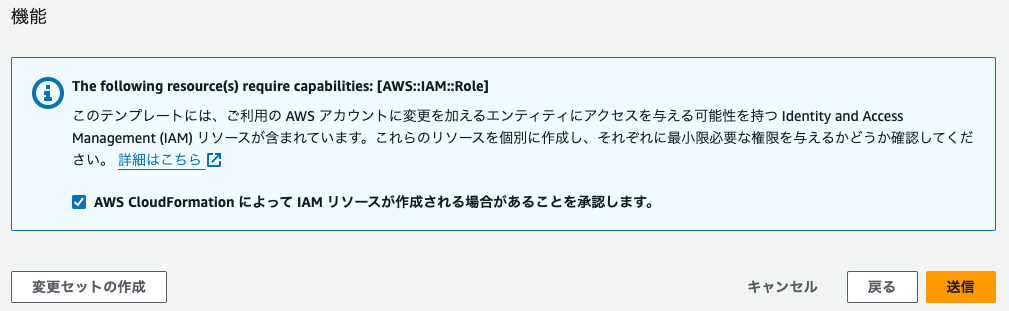 機能
The following resource(s) require capabilities: [AWS::IAM::Role]
このテンプレートには、ご利用の AWS アカウントに変更を加えるエンティティにアクセスを与える可能性を持つ Identity and Access
Management (IAM) リソースが含まれています。これらのリソースを個別に作成し、それぞれに最小限必要な権限を与えるかどうか確認してくだ
さい。 詳細はこちら
AWS CloudFormation によって IAM リソースが作成される場合があることを承認します。
変更セットの作成 キャンセル 戻る 送信